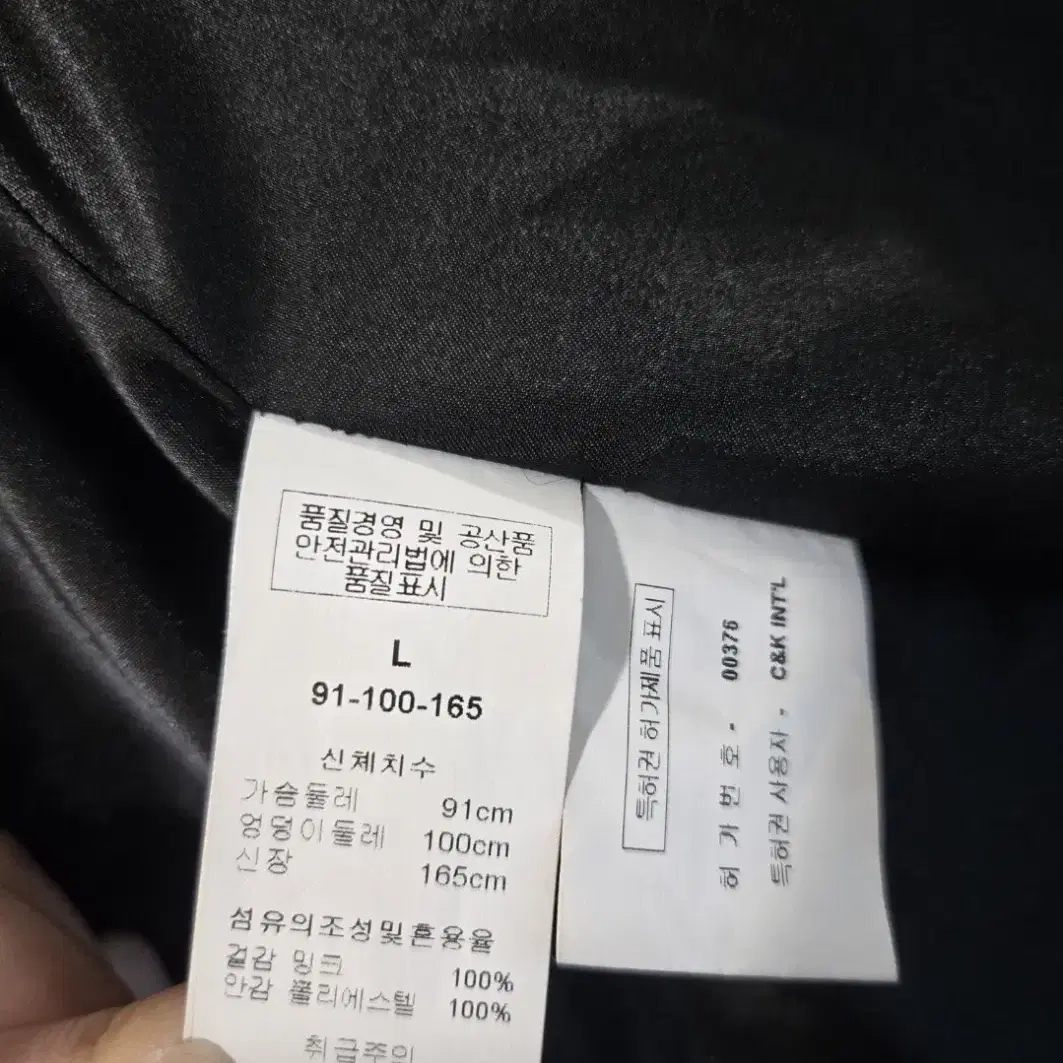 품질경영 및 공산품
안전관리법에 의한
품질표시
L
91-100-165
신체치수
가슴둘레 91cm
엉덩이둘레 100cm
신장 165cm
섬유의조성및혼용율
겉감 밍크 100%
안감 폴리에스텔 100%
취급주의
특허권 허가제품 표시
허 가 번 호 - 00376
특허권 사용자 - C&K INT'L